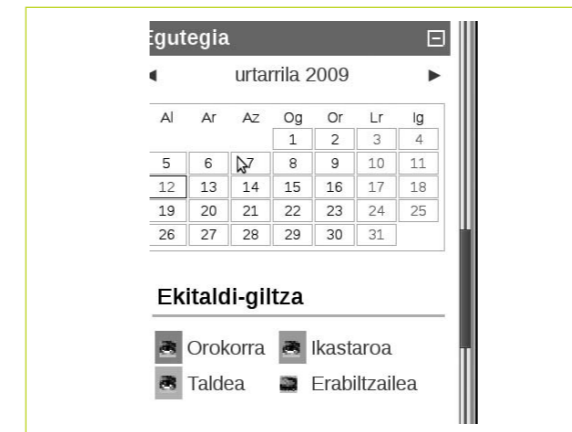 Egutegia
◄ urtarrila 2009 ►
Al Ar Az Og Or Lr Ig
1 2 3 4
5 6 7 8 9 10 11
12 13 14 15 16 17 18
19 20 21 22 23 24 25
26 27 28 29 30 31
Ekitaldi-giltza
Orokorra Ikastaroa
Taldea Erabiltzailea